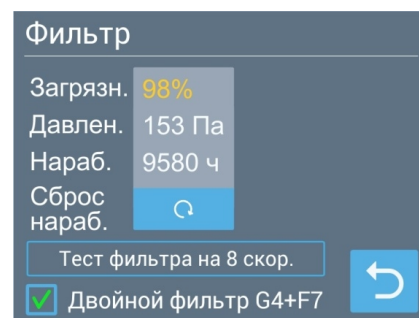 Фильтр
Загрязн. 98%
Давлен. 153 Па
Нараб. 9580 ч
Сброс
нараб.
Тест фильтра на 8 скор.
Двойной фильтр G4+F7